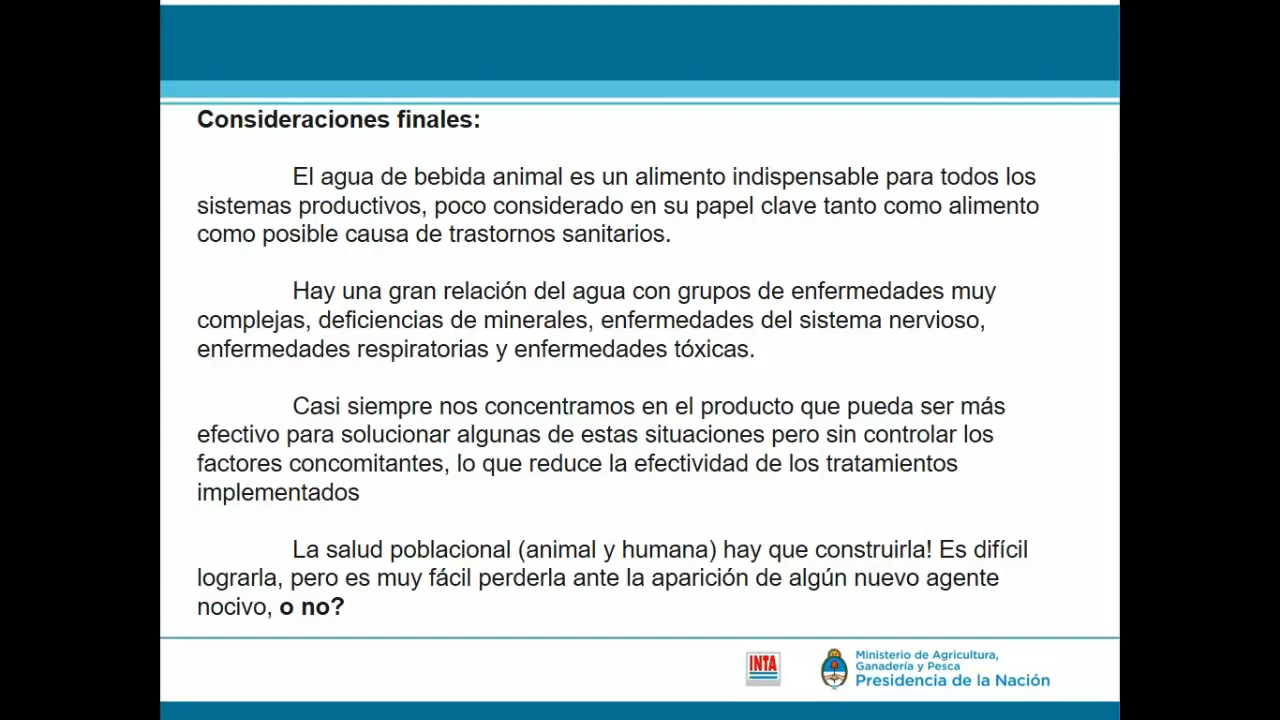 Consideraciones finales:
El agua de bebida animal es un alimento indispensable para todos los
sistemas productivos, poco considerado en su papel clave tanto como alimento
como posible causa de trastornos sanitarios.
Hay una gran relación del agua con grupos de enfermedades muy
complejas, deficiencias de minerales, enfermedades del sistema nervioso,
enfermedades respiratorias y enfermedades tóxicas.
Casi siempre nos concentramos en el producto que pueda ser más
efectivo para solucionar algunas de estas situaciones pero sin controlar los
factores concomitantes, lo que reduce la efectividad de los tratamientos
implementados
La salud poblacional (animal y humana) hay que construirla! Es difícil
lograrla, pero es muy fácil perderla ante la aparición de algún nuevo agente
nocivo, o no?
INTA
Ministerio de Agricultura,
Ganadería y Pesca
Presidencia de la Nación